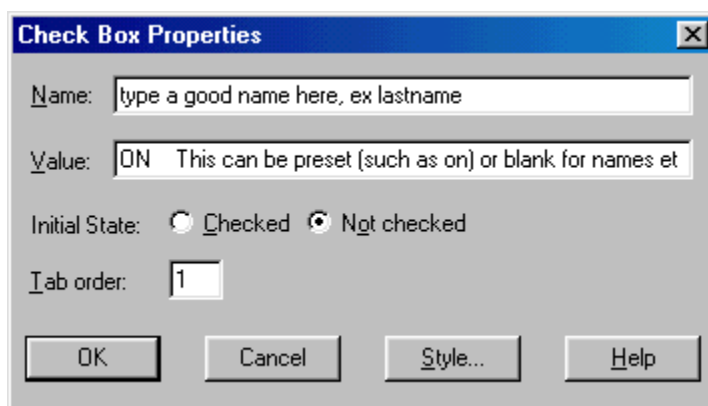 Check Box Properties
Name: type a good name here, ex lastname
Value: ON This can be preset (such as on) or blank for names et
Initial State: Checked Not checked
Tab order: 1
OK Cancel Style... Help